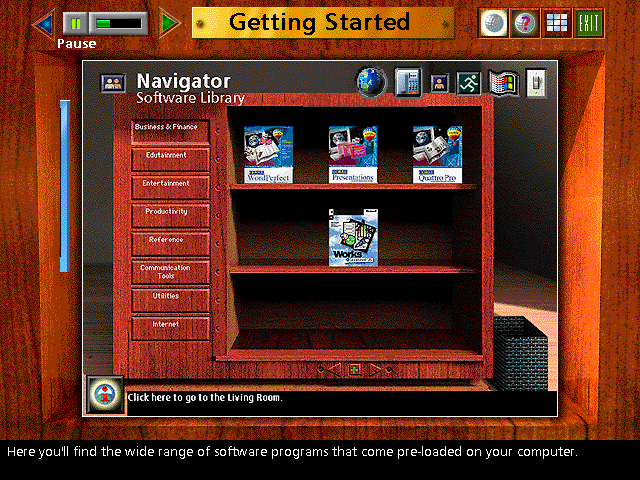 Getting Started
EXIT
Pause
Navigator
Software Library
Business & Finance
Edutainment
Entertainment
Productivity
Reference
Communication
Tools
Utilities
Internet
WordPerfect
Presentations
Quattro Pro
Works
Click here to go to the Living Room.
Here you'll find the wide range of software programs that come pre-loaded on your computer.